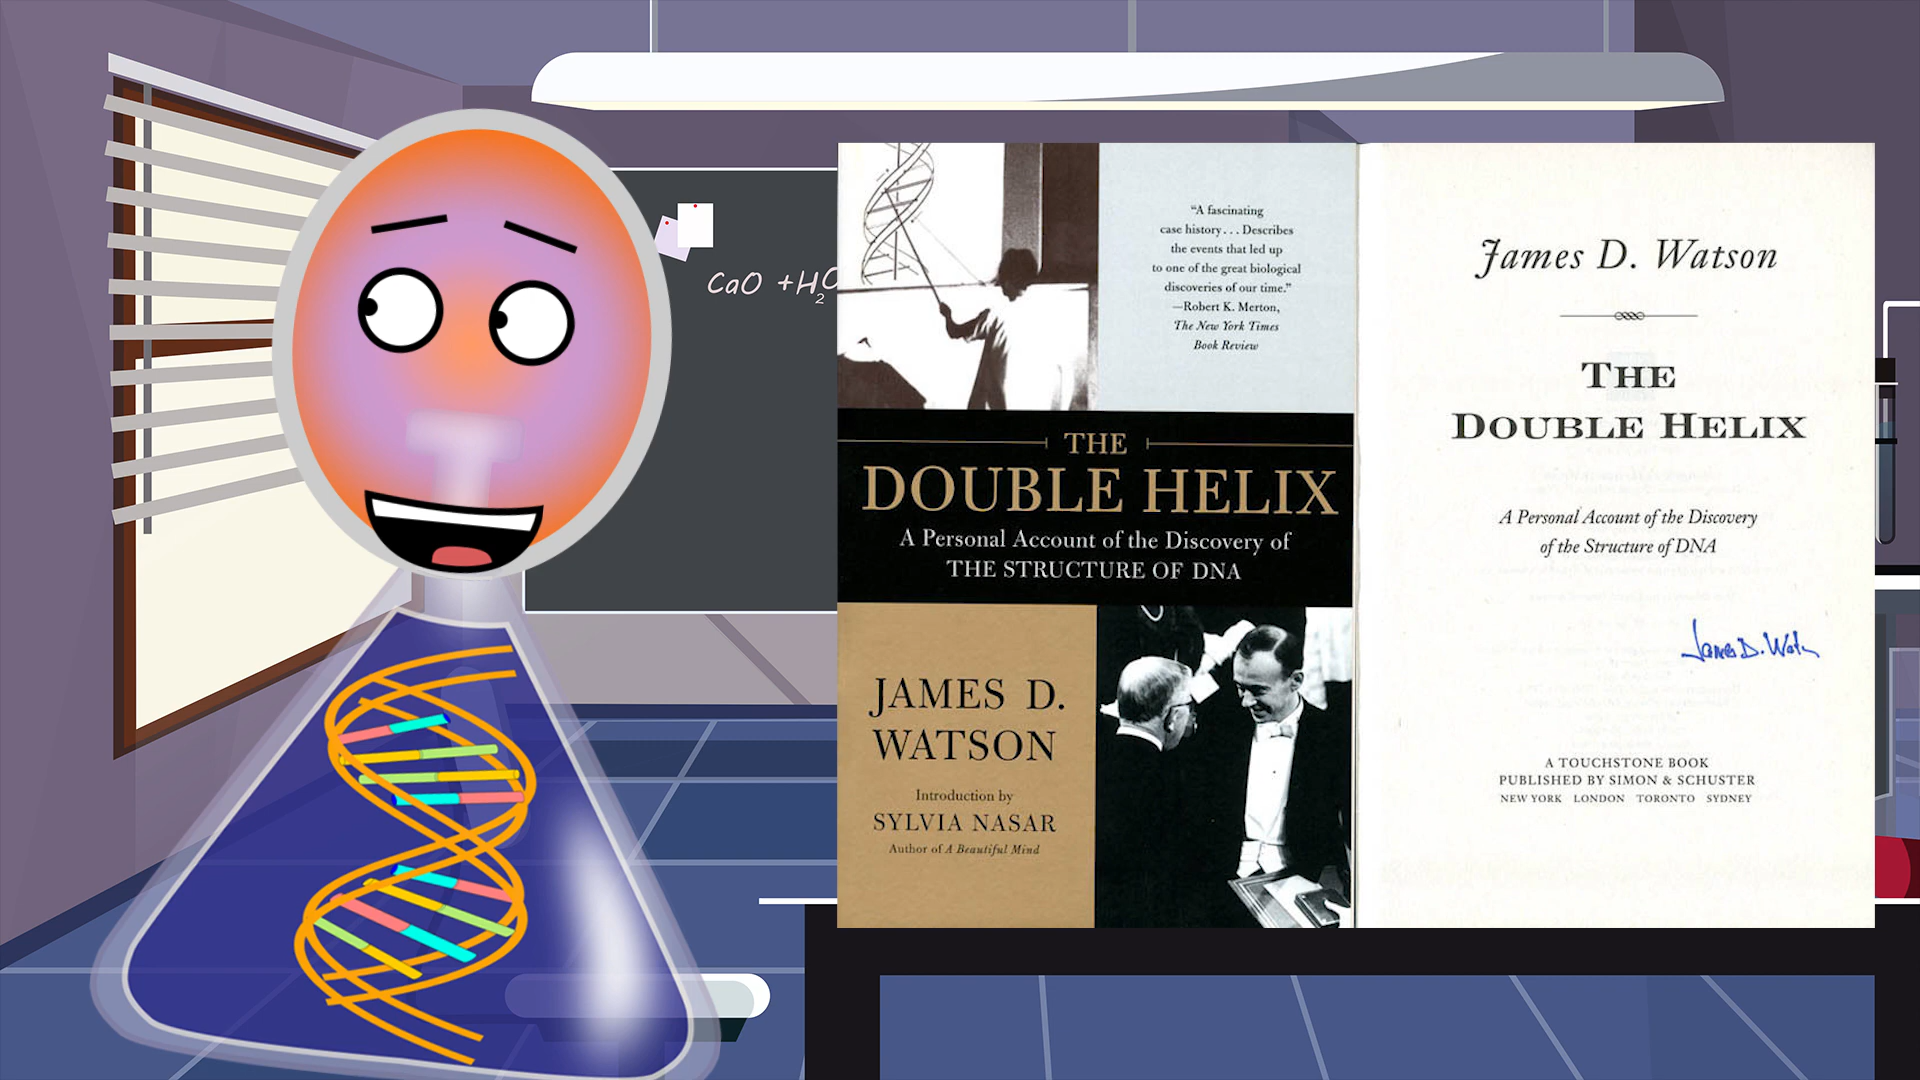 CaO +H₂O
"A fascinating
case history . . . Describes
the events that led up
to one of the great biological
discoveries of our time."
—Robert K. Merton,
The New York Times
Book Review
THE
DOUBLE HELIX
A Personal Account of the Discovery of
THE STRUCTURE OF DNA
JAMES D.
WATSON
Introduction by
SYLVIA NASAR
Author of A Beautiful Mind
James D. Watson
THE
DOUBLE HELIX
A Personal Account of the Discovery
of the Structure of DNA
James D. Watson
A TOUCHSTONE BOOK
PUBLISHED BY SIMON & SCHUSTER
NEW YORK LONDON TORONTO SYDNEY